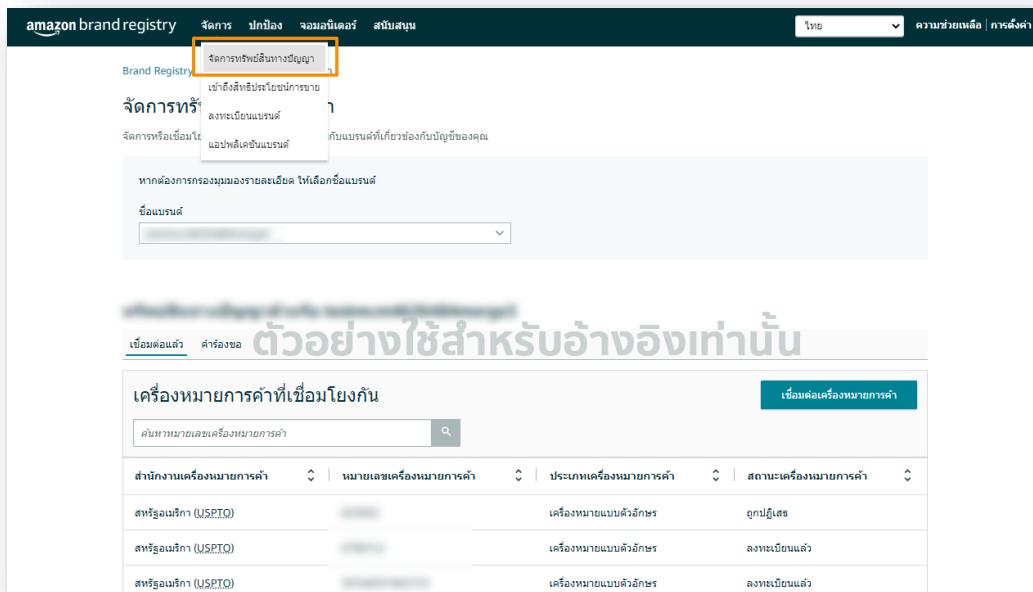 amazon brand registry จัดการ ปกป้อง จอมอนิเตอร์ สนับสนุน ไทย ความช่วยเหลือ | การตั้งค่า
จัดการทรัพย์สินทางปัญญา
Brand Registry
เข้าถึงสิทธิประโยชน์การขาย
จัดการทรั
ลงทะเบียนแบรนด์
จัดการหรือเชื่อมโย กับแบรนด์ที่เกี่ยวข้องกับบัญชีของคุณ
แอปพลิเคชันแบรนด์
หากต้องการกรองมุมมองรายละเอียด ให้เลือกชื่อแบรนด์
ชื่อแบรนด์
ตัวอย่างใช้สำหรับอ้างอิงเท่านั้น
เชื่อมต่อแล้ว คำร้องขอ
เครื่องหมายการค้าที่เชื่อมโยงกัน เชื่อมต่อเครื่องหมายการค้า
ค้นหาหมายเลขเครื่องหมายการค้า
สำนักงานเครื่องหมายการค้า หมายเลขเครื่องหมายการค้า ประเภทเครื่องหมายการค้า สถานะเครื่องหมายการค้า
สหรัฐอเมริกา (USPTO) เครื่องหมายแบบตัวอักษร ถูกปฏิเสธ
สหรัฐอเมริกา (USPTO) เครื่องหมายแบบตัวอักษร ลงทะเบียนแล้ว
สหรัฐอเมริกา (USPTO) เครื่องหมายแบบตัวอักษร ลงทะเบียนแล้ว